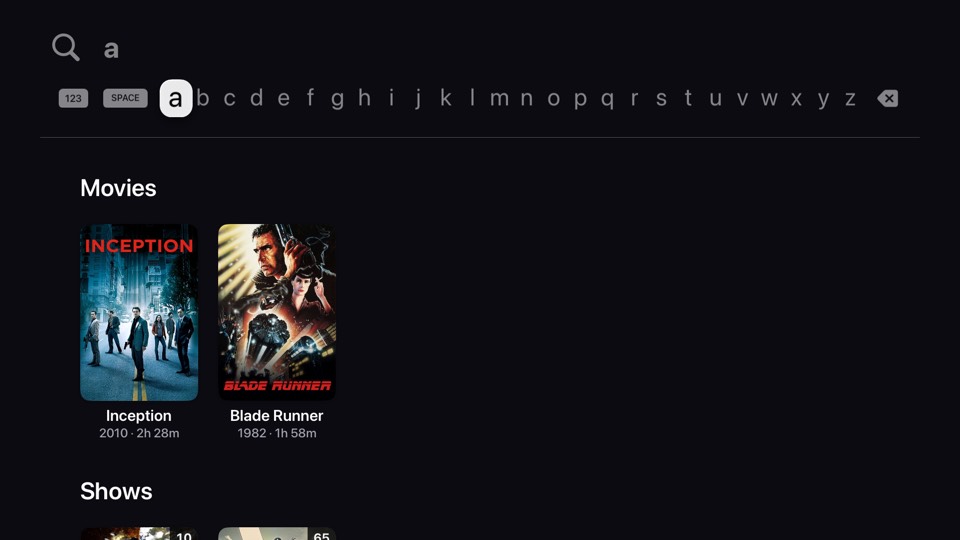 a
123 SPACE a b c d e f g h i j k l m n o p q r s t u v w x y z
Movies
INCEPTION
BLADE RUNNER
Inception
Blade Runner
2010 · 2h 28m
1982 · 1h 58m
Shows
10
65